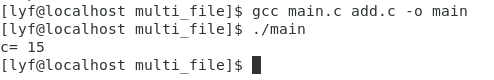 [lyf@localhost multi_file]$ gcc main.c add.c -o main
[lyf@localhost multi_file]$ ./main
c= 15
[lyf@localhost multi_file]$